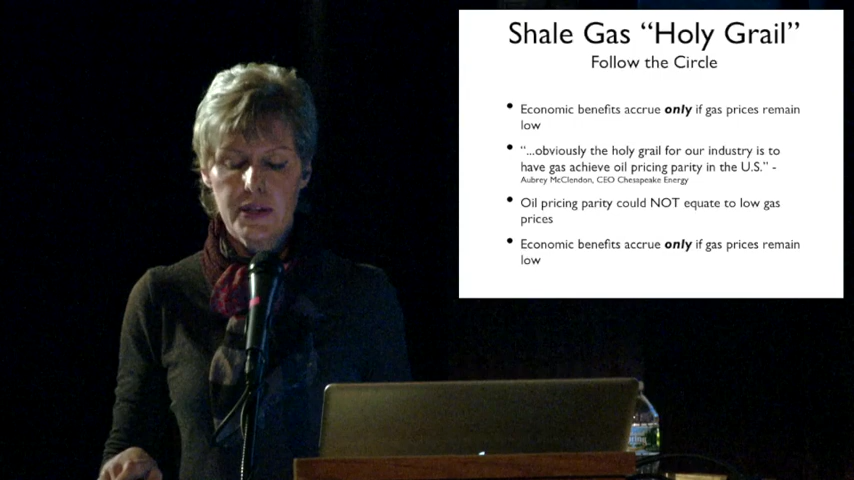 Shale Gas “Holy Grail”
Follow the Circle
• Economic benefits accrue only if gas prices remain
low
• “...obviously the holy grail for our industry is to
have gas achieve oil pricing parity in the U.S.” -
Aubrey McClendon, CEO Chesapeake Energy
• Oil pricing parity could NOT equate to low gas
prices
• Economic benefits accrue only if gas prices remain
low